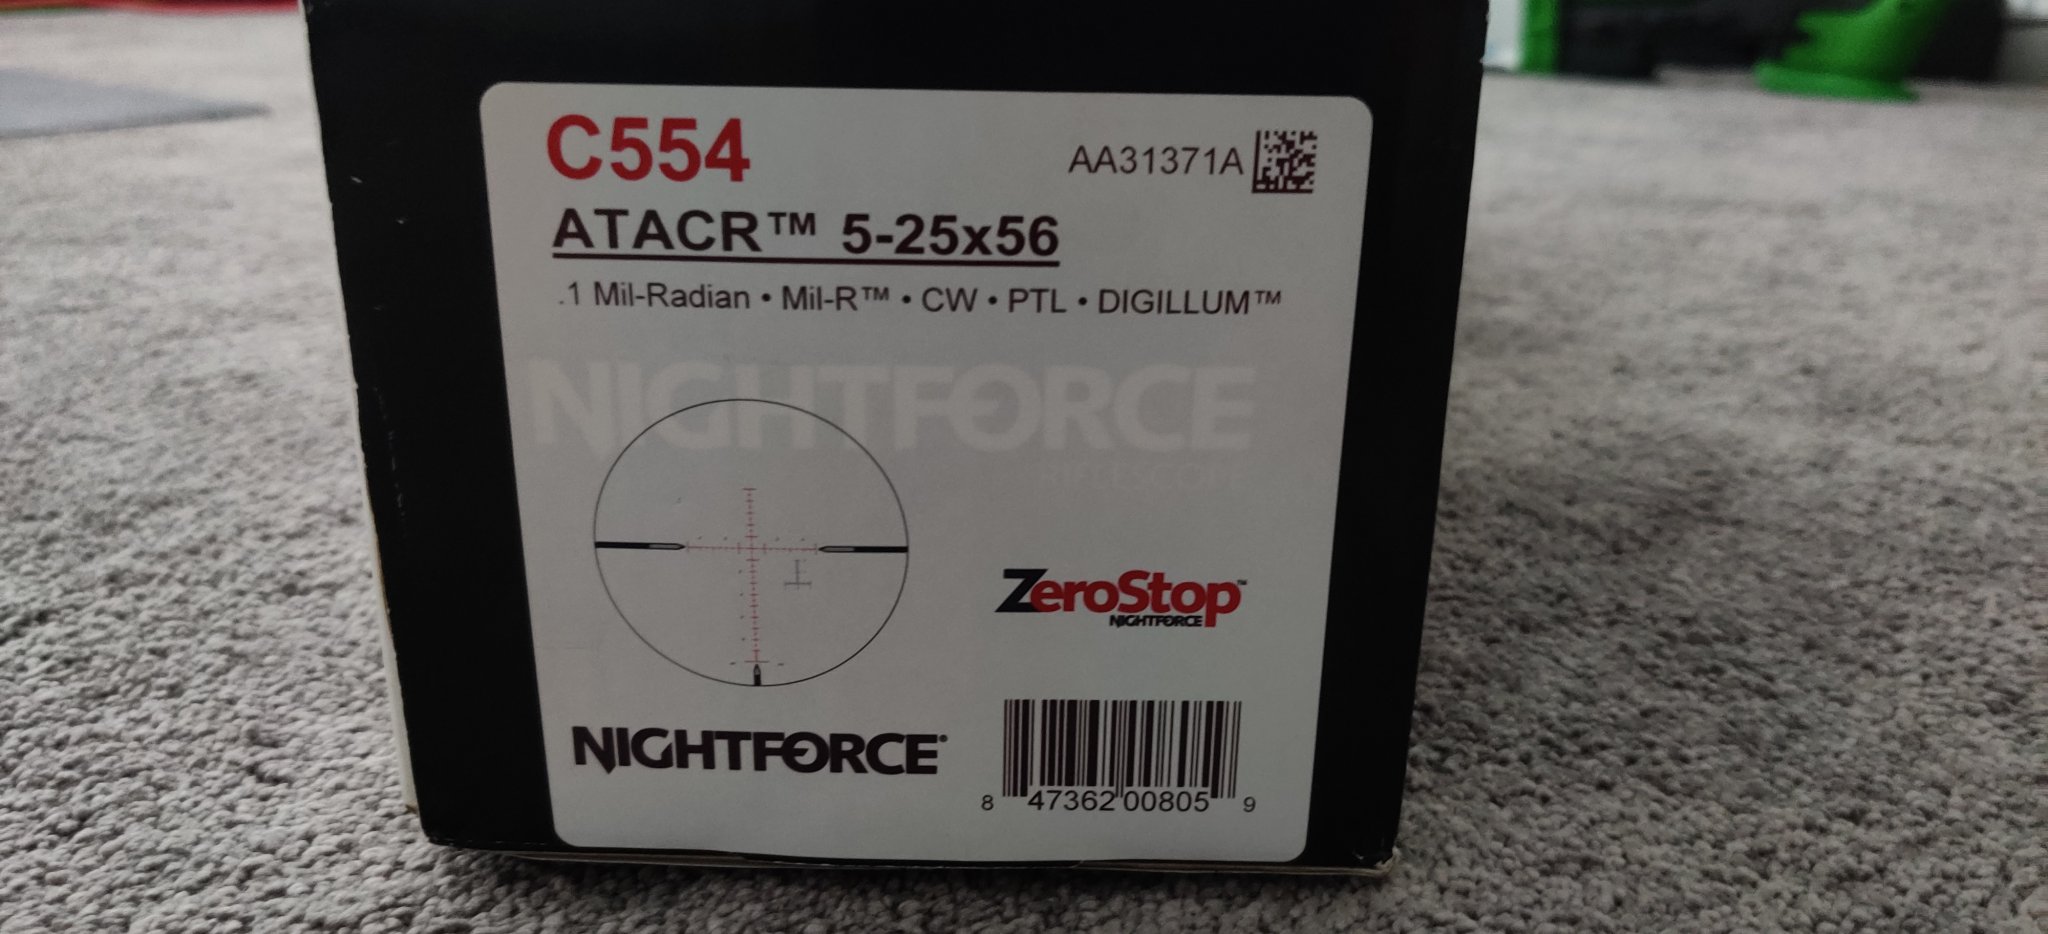 C554
AA31371A
ATACR™ 5-25x56
.1 Mil-Radian • Mil-R™ • CW • PTL • DIGILLUM™
NIGHTFORCE
ZeroStop™
NIGHTFORCE
NIGHTFORCE®
8 47362 00805 9